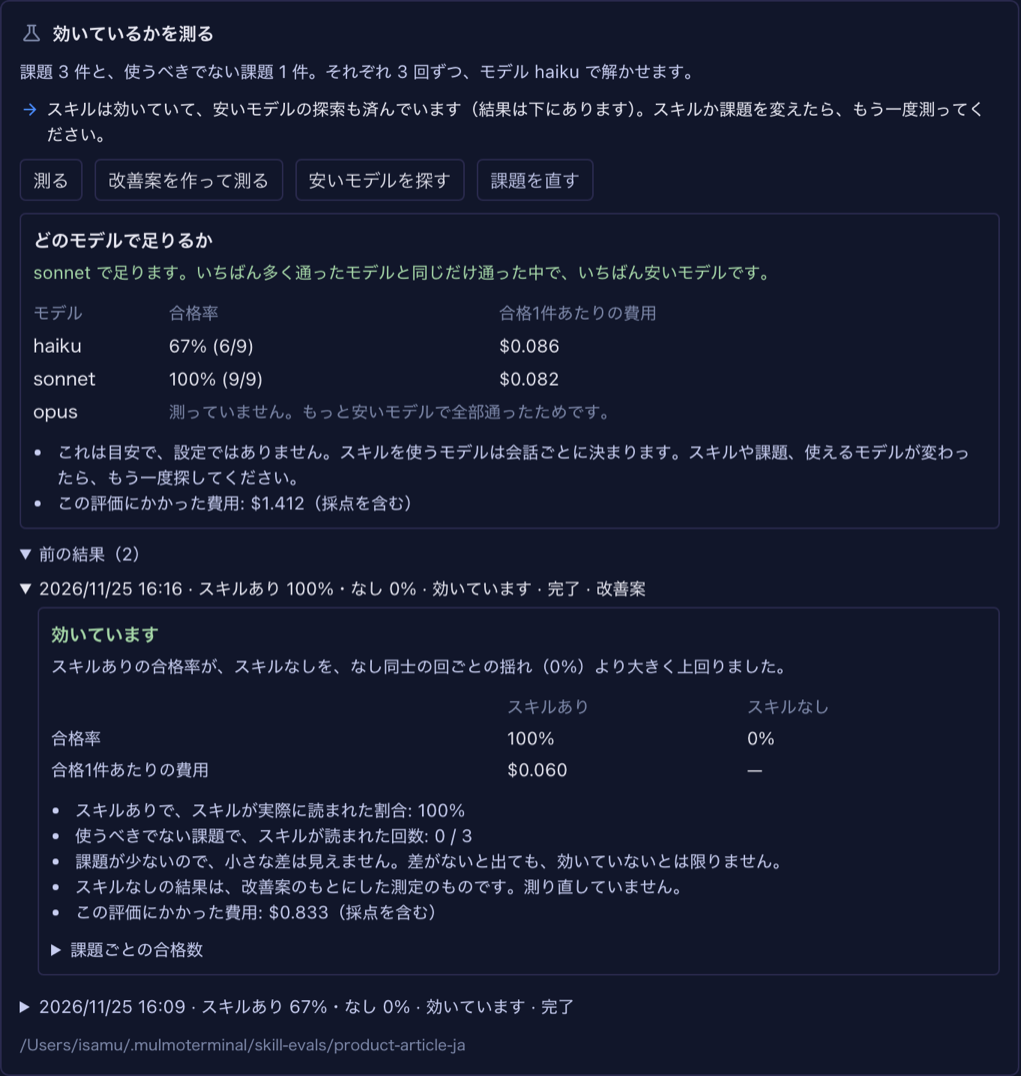 効いているかを測る
課題 3 件と、使うべきでない課題 1 件。それぞれ 3 回ずつ、モデル haiku で解かせます。
→ スキルは効いていて、安いモデルの探索も済んでいます（結果は下にあります）。スキルか課題を変えたら、もう一度測ってく
ださい。
測る 改善案を作って測る 安いモデルを探す 課題を直す
どのモデルで足りるか
sonnet で足ります。いちばん多く通ったモデルと同じだけ通った中で、いちばん安いモデルです。
モデル 合格率 合格1件あたりの費用
haiku 67% (6/9) $0.086
sonnet 100% (9/9) $0.082
opus 測っていません。もっと安いモデルで全部通ったためです。
• これは目安で、設定ではありません。スキルを使うモデルは会話ごとに決まります。スキルや課題、使えるモデルが変わっ
たら、もう一度探してください。
• この評価にかかった費用: $1.412（採点を含む）
▼ 前の結果（2）
▼ 2026/11/25 16:16 · スキルあり 100%・なし 0% · 効いています · 完了 · 改善案
効いています
スキルありの合格率が、スキルなしを、なし同士の回ごとの揺れ（0%）より大きく上回りました。
スキルあり スキルなし
合格率 100% 0%
合格1件あたりの費用 $0.060 —
• スキルありで、スキルが実際に読まれた割合: 100%
• 使うべきでない課題で、スキルが読まれた回数: 0 / 3
• 課題が少ないので、小さな差は見えません。差がないと出ても、効いていないとは限りません。
• スキルなしの結果は、改善案のもとにした測定のものです。測り直していません。
• この評価にかかった費用: $0.833（採点を含む）
▶ 課題ごとの合格数
▶ 2026/11/25 16:09 · スキルあり 67%・なし 0% · 効いています · 完了
/Users/isamu/.mulmoterminal/skill-evals/product-article-ja